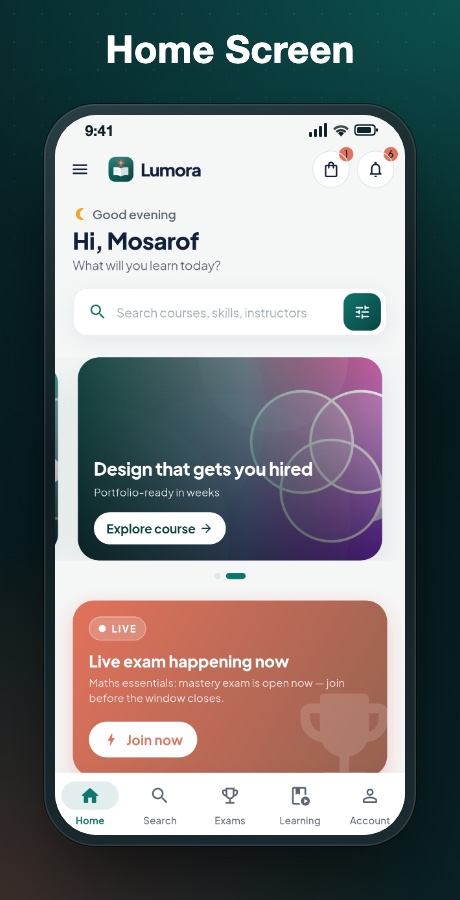 Home Screen
9:41
Lumora
1
6
Good evening
Hi, Mosarof
What will you learn today?
Search courses, skills, instructors
Design that gets you hired
Portfolio-ready in weeks
Explore course →
LIVE
Live exam happening now
Maths essentials: mastery exam is open now — join
before the window closes.
Join now
Home Search Exams Learning Account